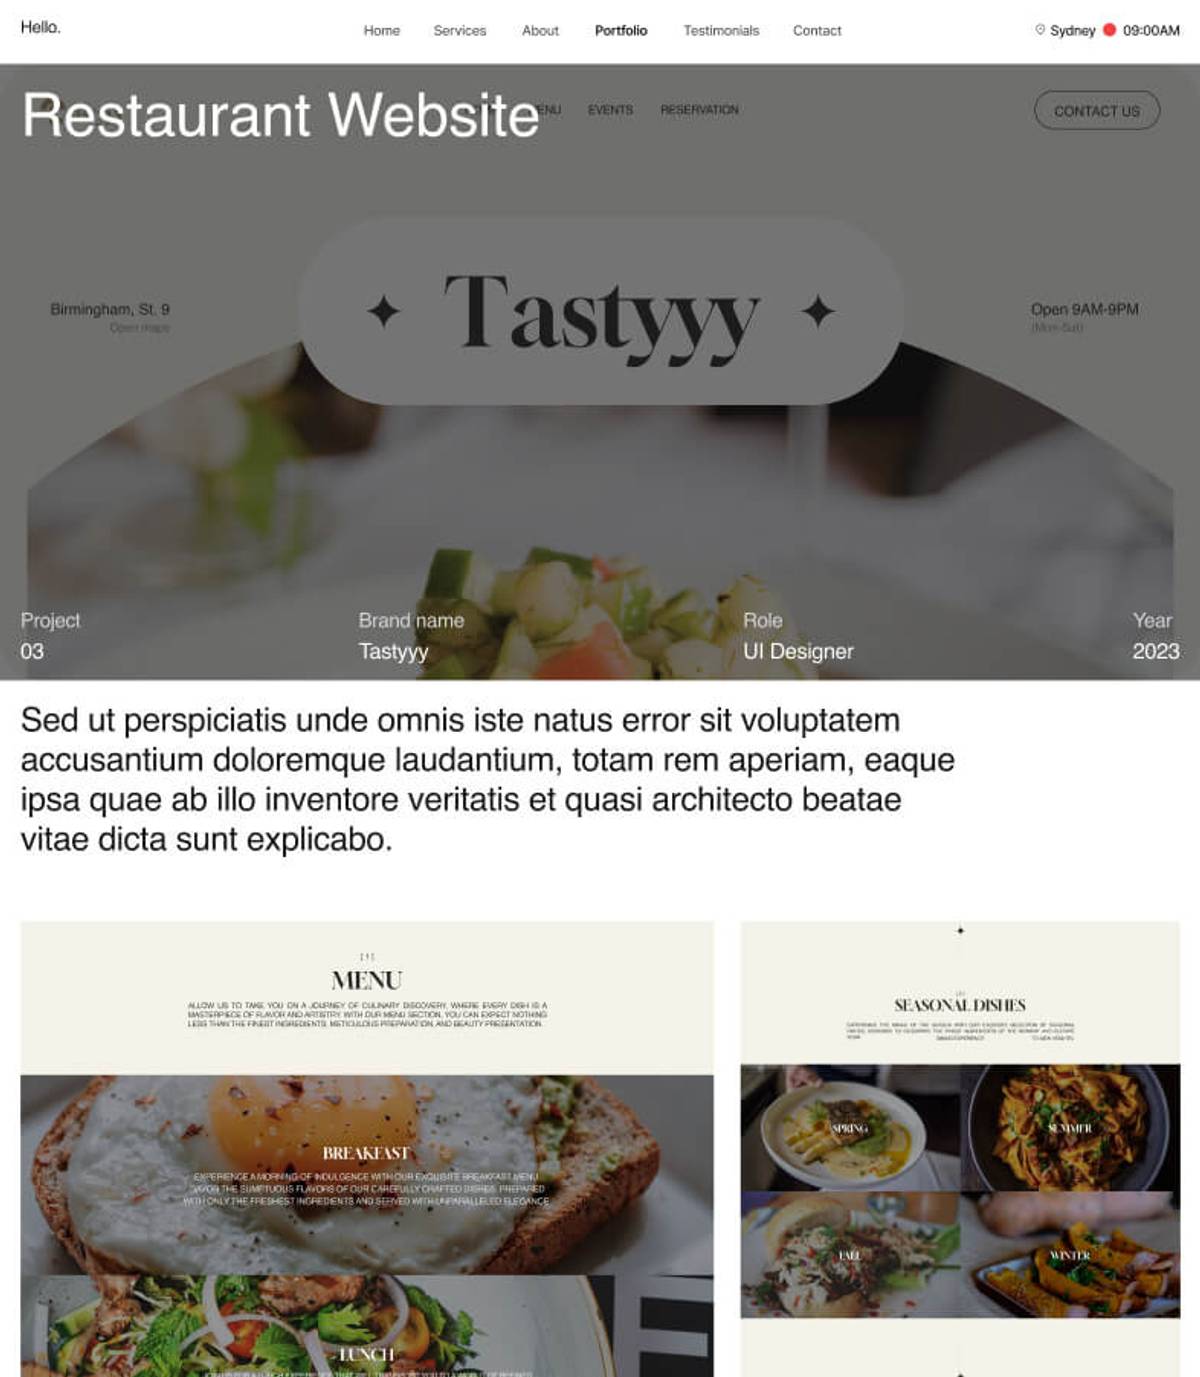 Hello.
Home Services About Portfolio Testimonials Contact
Sydney 09:00AM
Restaurant Website
EVENTS RESERVATION
CONTACT US
Tastyyy
Birmingham, St. 9
Open maps
Open 9AM-9PM
(Mon-Sat)
Project
03
Brand name
Tastyyy
Role
UI Designer
Year
2023
Sed ut perspiciatis unde omnis iste natus error sit voluptatem
accusantium doloremque laudantium, totam rem aperiam, eaque
ipsa quae ab illo inventore veritatis et quasi architecto beatae
vitae dicta sunt explicabo.
MENU
ALLOW US TO TAKE YOU ON A JOURNEY OF CULINARY DISCOVERY, WHERE EVERY DISH IS A
MASTERPIECE OF FLAVOR AND ARTISTRY. WITH OUR MENU SECTION, YOU CAN EXPECT NOTHING
LESS THAN THE FINEST INGREDIENTS, METICULOUS PREPARATION, AND BEAUTY PRESENTATION.
BREAKFAST
EXPERIENCE A MORNING OF INDULGENCE WITH OUR EXQUISITE BREAKFAST MENU
THE SUMPTUOUS FLAVORS OF OUR CAREFULLY CRAFTED DISHES, PREPARED
WITH ONLY THE FRESHEST INGREDIENTS AND SERVED WITH UNPARALLELED ELEGANCE
LUNCH
SEASONAL DISHES
SPRING
SUMMER
FALL
WINTER